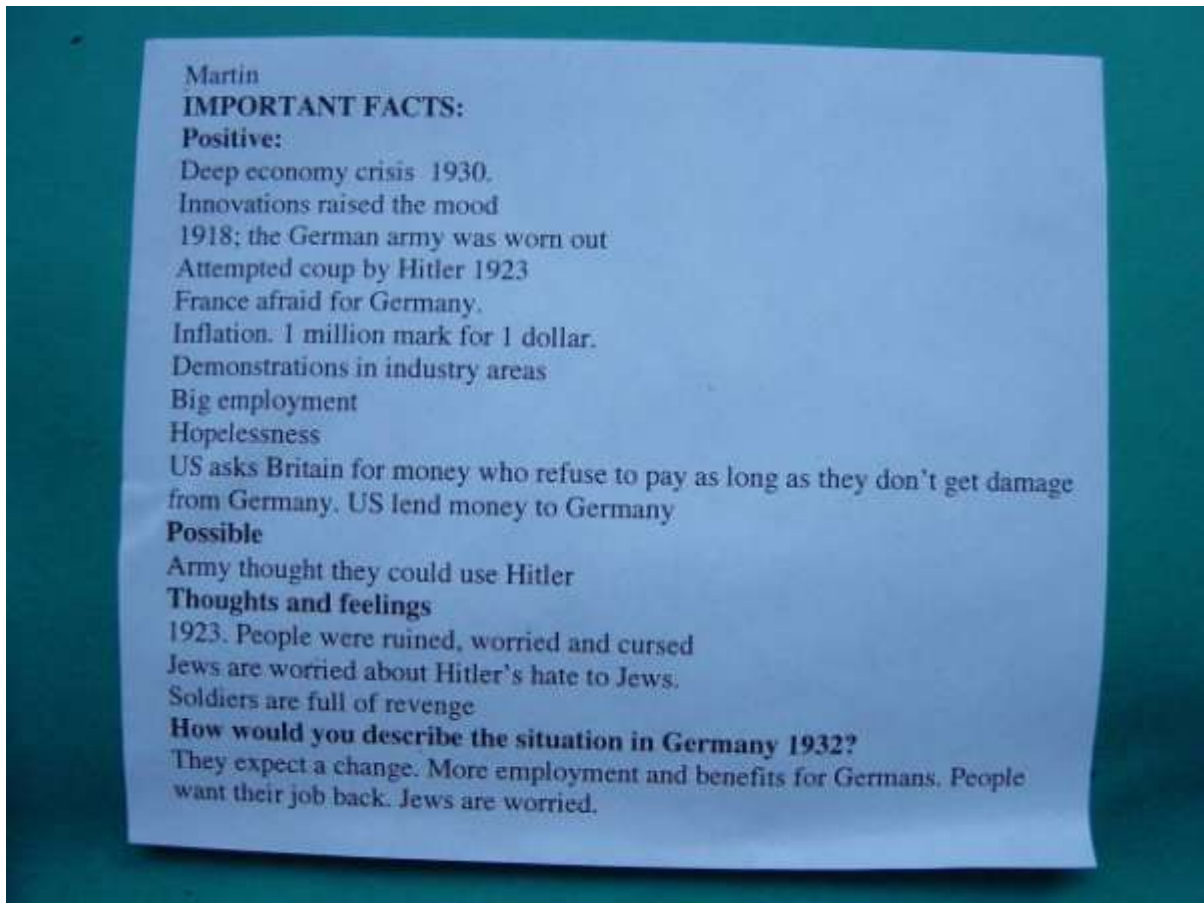 Martin
IMPORTANT FACTS:
Positive:
Deep economy crisis  1930.
Innovations raised the mood
1918; the German army was worn out
Attempted coup by Hitler 1923
France afraid for Germany.
Inflation. 1 million mark for 1 dollar.
Demonstrations in industry areas
Big employment
Hopelessness
US asks Britain for money who refuse to pay as long as they don't get damage
from Germany. US lend money to Germany
Possible
Army thought they could use Hitler
Thoughts and feelings
1923. People were ruined, worried and cursed
Jews are worried about Hitler's hate to Jews.
Soldiers are full of revenge
How would you describe the situation in Germany 1932?
They expect a change. More employment and benefits for Germans. People
want their job back. Jews are worried.